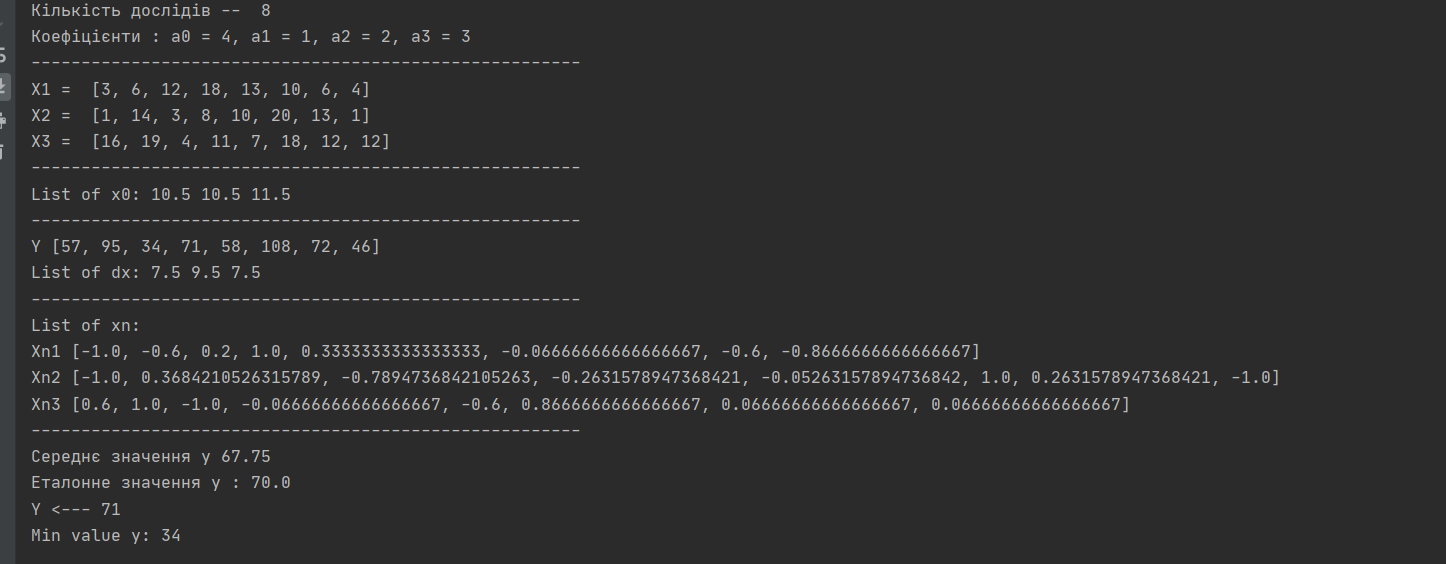 Кількість дослідів --  8
Коефіцієнти : a0 = 4, a1 = 1, a2 = 2, a3 = 3
-------------------------------------------------------
X1 =  [3, 6, 12, 18, 13, 10, 6, 4]
X2 =  [1, 14, 3, 8, 10, 20, 13, 1]
X3 =  [16, 19, 4, 11, 7, 18, 12, 12]
-------------------------------------------------------
List of x0: 10.5 10.5 11.5
-------------------------------------------------------
Y [57, 95, 34, 71, 58, 108, 72, 46]
List of dx: 7.5 9.5 7.5
-------------------------------------------------------
List of xn:
Xn1 [-1.0, -0.6, 0.2, 1.0, 0.3333333333333333, -0.06666666666666667, -0.6, -0.8666666666666667]
Xn2 [-1.0, 0.3684210526315789, -0.7894736842105263, -0.2631578947368421, -0.05263157894736842, 1.0, 0.2631578947368421, -1.0]
Xn3 [0.6, 1.0, -1.0, -0.06666666666666667, -0.6, 0.8666666666666667, 0.06666666666666667, 0.06666666666666667]
-------------------------------------------------------
Середнє значення y 67.75
Еталонне значення y : 70.0
Y <--- 71
Min value y: 34